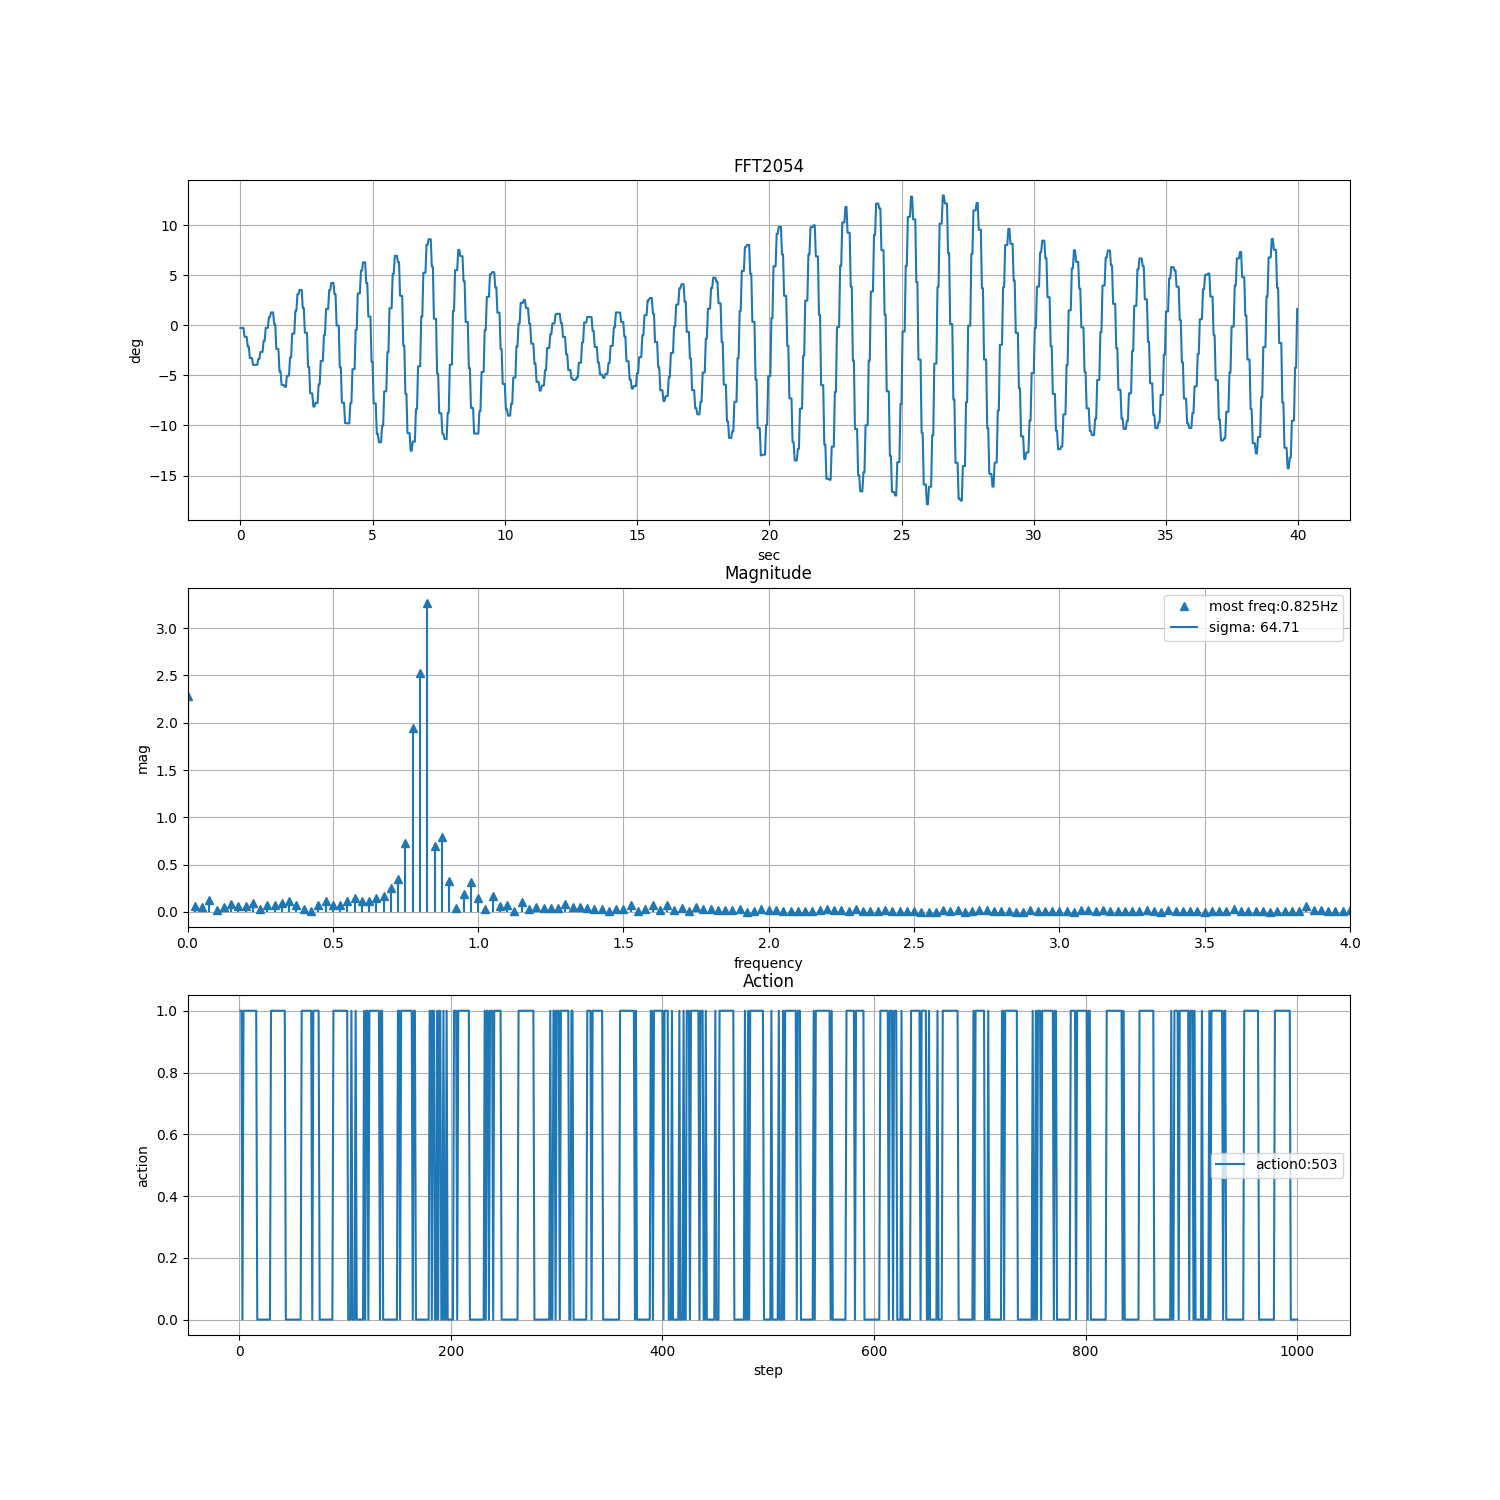 FFT2054
deg
10
5
0
−5
−10
−15
0 5 10 15 20 25 30 35 40
sec
Magnitude
mag
3.0
2.5
2.0
1.5
1.0
0.5
0.0
most freq:0.825Hz
sigma: 64.71
0.0 0.5 1.0 1.5 2.0 2.5 3.0 3.5 4.0
frequency
Action
action
1.0
0.8
0.6
0.4
0.2
0.0
action0:503
0 200 400 600 800 1000
step